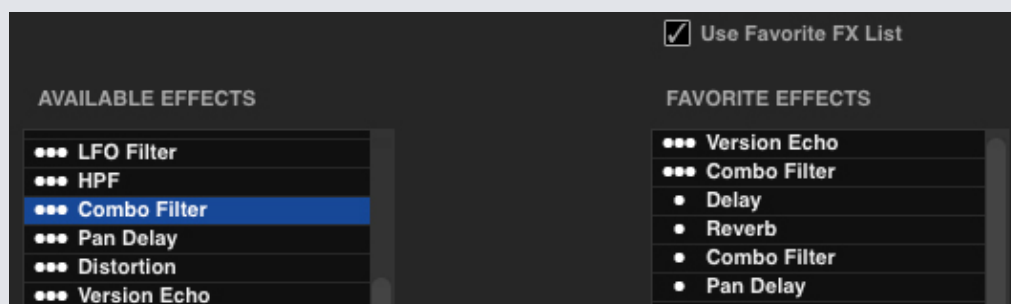 Use Favorite FX List
AVAILABLE EFFECTS
LFO Filter
HPF
Combo Filter
Pan Delay
Distortion
Version Echo
FAVORITE EFFECTS
Version Echo
Combo Filter
Delay
Reverb
Combo Filter
Pan Delay